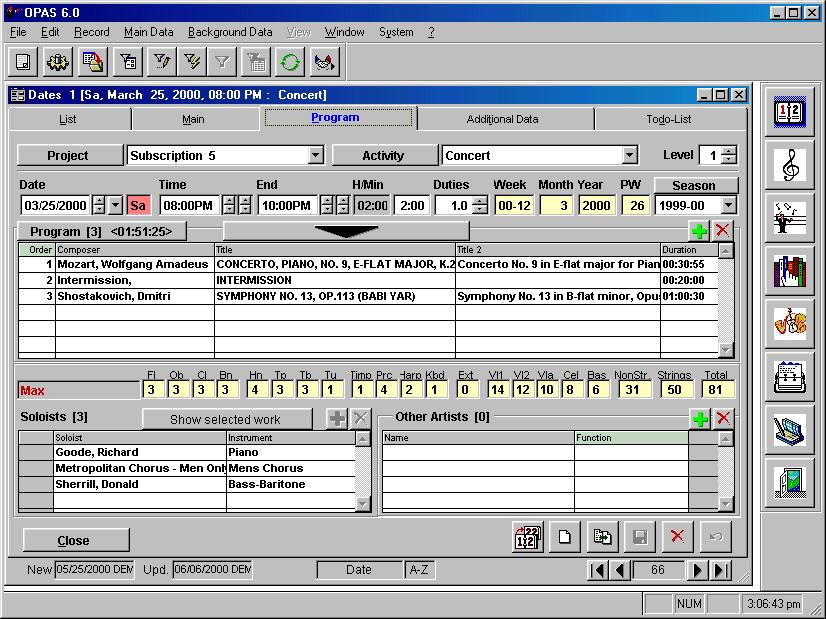 OPAS 6.0
File Edit Record Main Data Background Data View Window System ?
Dates 1 [Sa, March 25, 2000, 08:00 PM : Concert]
List Main Program Additional Data Todo-List
Project Subscription 5 Activity Concert Level 1
Date Time End H/Min Duties Week Month Year PW Season
03/25/2000 Sa 08:00PM 10:00PM 02:00 2:00 1.0 00-12 3 2000 26 1999-00
Program [3] <01:51:25>
Order Composer Title Title 2 Duration
1 Mozart, Wolfgang Amadeus CONCERTO, PIANO, NO. 9, E-FLAT MAJOR, K.2 Concerto No. 9 in E-flat major for Pian 00:30:55
2 Intermission, INTERMISSION 00:20:00
3 Shostakovich, Dmitri SYMPHONY NO. 13, OP.113 (BABI YAR) Symphony No. 13 in B-flat minor, Opu 01:00:30
Fl Ob Cl Bn Hn Tp Tb Tu Timp Prc Harp Kbd Ext Vl1 Vl2 Vla Cel Bas NonStr. Strings Total
Max 3 3 3 3 4 3 3 1 1 4 2 1 0 14 12 10 8 6 31 50 81
Soloists [3] Show selected work Other Artists [0]
Soloist Instrument Name Function
Goode, Richard Piano
Metropolitan Chorus - Men Only Mens Chorus
Sherrill, Donald Bass-Baritone
Close
New 05/25/2000 DEM Upd. 06/06/2000 DEM Date A-Z 66
NUM 3:06:43 pm